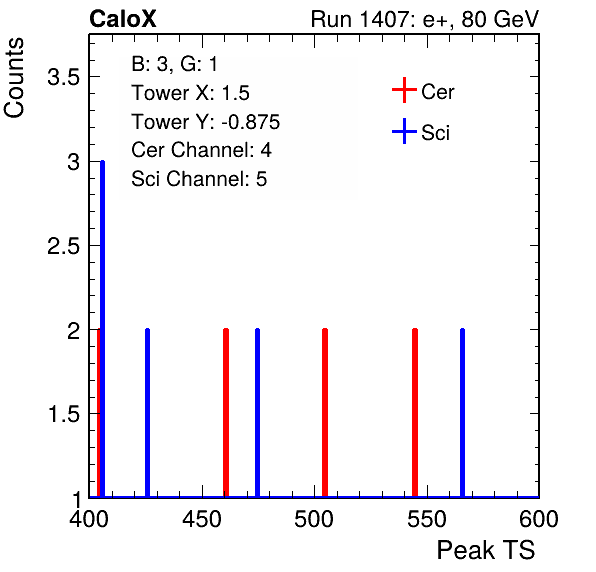 CaloX
Run 1407: e+, 80 GeV
Counts
B: 3, G: 1
Tower X: 1.5
Tower Y: -0.875
Cer Channel: 4
Sci Channel: 5
Cer
Sci
3.5
3
2.5
2
1.5
1
400
450
500
550
600
Peak TS